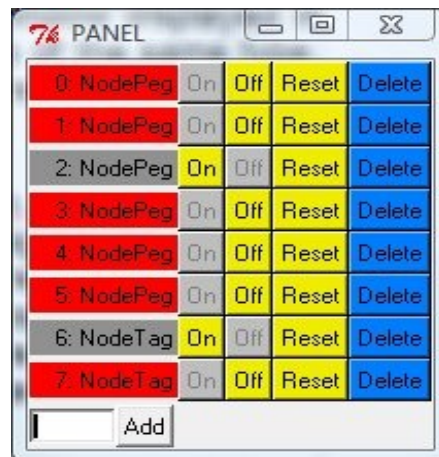 PANEL
0: NodePeg On Off Reset Delete
1: NodePeg On Off Reset Delete
2: NodePeg On Off Reset Delete
3: NodePeg On Off Reset Delete
4: NodePeg On Off Reset Delete
5: NodePeg On Off Reset Delete
6: NodeTag On Off Reset Delete
7: NodeTag On Off Reset Delete
Add